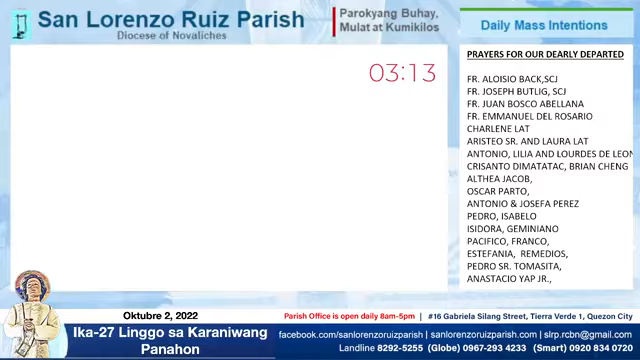 San Lorenzo Ruiz Parish
Diocese of Novaliches
Parokyang Buhay,
Mulat at Kumikilos
Daily Mass Intentions
03:13
PRAYERS FOR OUR DEARLY DEPARTED
FR. ALOISIO BACK,SCJ
FR. JOSEPH BUTLIG, SCJ
FR. JUAN BOSCO ABELLANA
FR. EMMANUEL DEL ROSARIO
CHARLENE LAT
ARISTEO SR. AND LAURA LAT
ANTONIO, LILIA AND LOURDES DE LEON
CRISANTO DIMATATAC, BRIAN CHENG
ALTHEA JACOB,
OSCAR PARTO,
ANTONIO & JOSEFA PEREZ
PEDRO, ISABELO
ISIDORA, GEMINIANO
PACIFICO, FRANCO,
ESTEFANIA, REMEDIOS,
PEDRO SR. TOMASITA,
ANASTACIO YAP JR.,
Oktubre 2, 2022
Parish Office is open daily 8am-5pm | #16 Gabriela Silang Street, Tierra Verde 1, Quezon City
Ika-27 Linggo sa Karaniwang
Panahon
facebook.com/sanlorenzoruizparish | sanlorenzoruizparish.com | slrp.rcbn@gmail.com
Landline 8292-5255 (Globe) 0967-293 4233 (Smart) 0920 834 0720